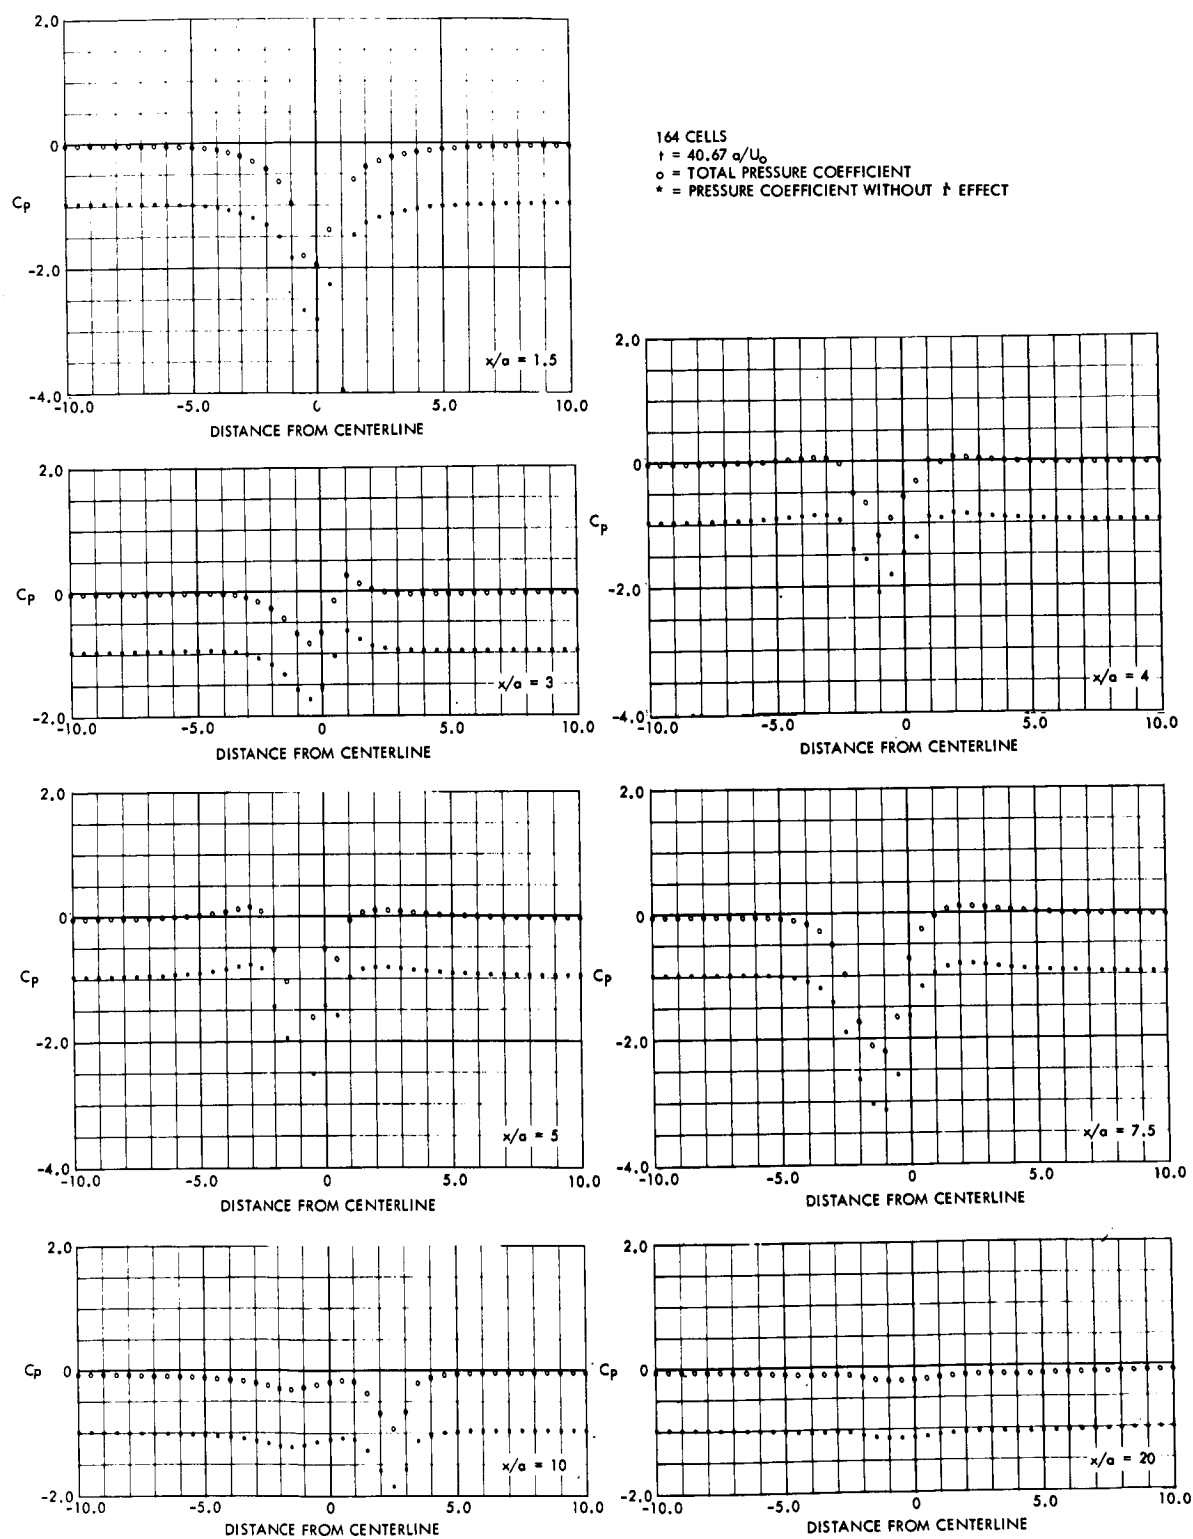 2.0
0
Cp
-2.0
-4.0
-10.0 -5.0 0 5.0 10.0
x/a = 1.5
DISTANCE FROM CENTERLINE
164 CELLS
t = 40.67 a/Uo
o = TOTAL PRESSURE COEFFICIENT
* = PRESSURE COEFFICIENT WITHOUT ṙ EFFECT
2.0
0
Cp
-2.0
-10.0 -5.0 0 5.0 10.0
x/a = 3
DISTANCE FROM CENTERLINE
2.0
0
Cp
-2.0
-4.0
-10.0 -5.0 0 5.0 10.0
x/a = 4
DISTANCE FROM CENTERLINE
2.0
0
Cp
-2.0
-4.0
-10.0 -5.0 0 5.0 10.0
x/a = 5
DISTANCE FROM CENTERLINE
2.0
0
Cp
-2.0
-4.0
-10.0 -5.0 0 5.0 10.0
x/a = 7.5
DISTANCE FROM CENTERLINE
2.0
0
Cp
-2.0
-10.0 -5.0 0 5.0 10.0
x/a = 10
DISTANCE FROM CENTERLINE
2.0
0
Cp
-2.0
-10.0 -5.0 0 5.0 10.0
x/a = 20
DISTANCE FROM CENTERLINE